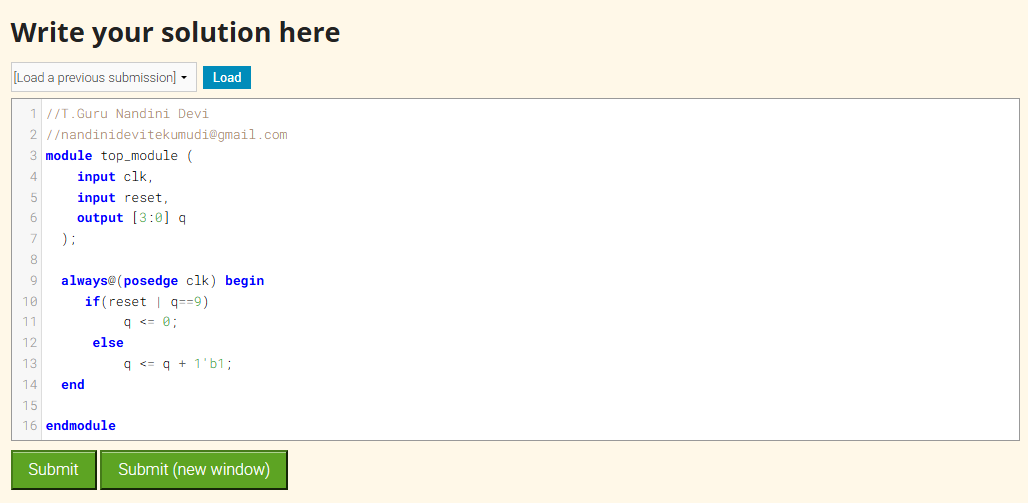 Write your solution here
[Load a previous submission] Load
1 //T.Guru Nandini Devi
2 //nandinidevitekumudi@gmail.com
3 module top_module (
4 input clk,
5 input reset,
6 output [3:0] q
7 );
8
9 always@(posedge clk) begin
10 if(reset | q==9)
11 q <= 0;
12 else
13 q <= q + 1'b1;
14 end
15
16 endmodule
Submit Submit (new window)